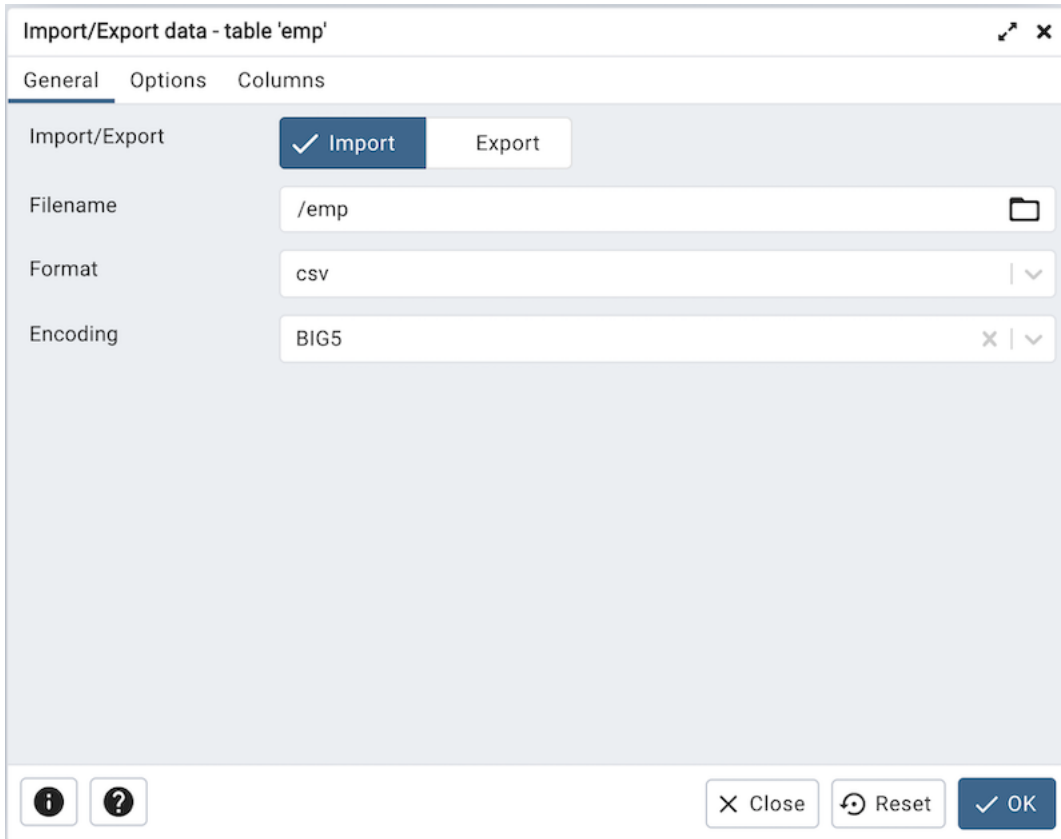 Import/Export data - table 'emp'
General Options Columns
Import/Export Import Export
Filename /emp
Format csv
Encoding BIG5
Close Reset OK